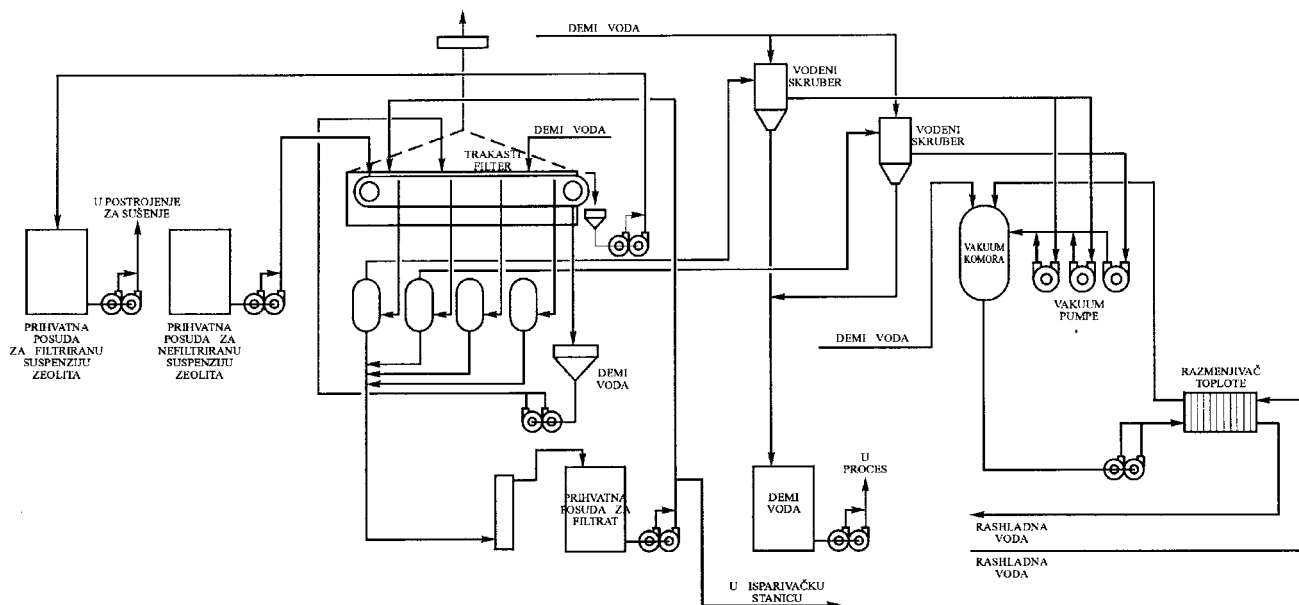 DEMI VODA
VODENI
SKRUBER
VODENI
SKRUBER
DEMI VODA
TRAKASTI
FILTER
U POSTROJENJE
ZA SUŠENJE
VAKUUM
KOMORA
VAKUUM
PUMPE
PRIHVATNA
POSUDA
ZA FILTRIRANU
SUSPENZIJU
ZEOLITA
PRIHVATNA
POSUDA ZA
NEFILTRIRANU
SUSPENZIJU
ZEOLITA
DEMI VODA
DEMI
VODA
RAZMENJIVAČ
TOPLOTE
U
PROCES
PRIHVATNA
POSUDA ZA
FILTRAT
DEMI
VODA
RASHLADNA
VODA
RASHLADNA
VODA
U ISPARIVAČKU
STANICU